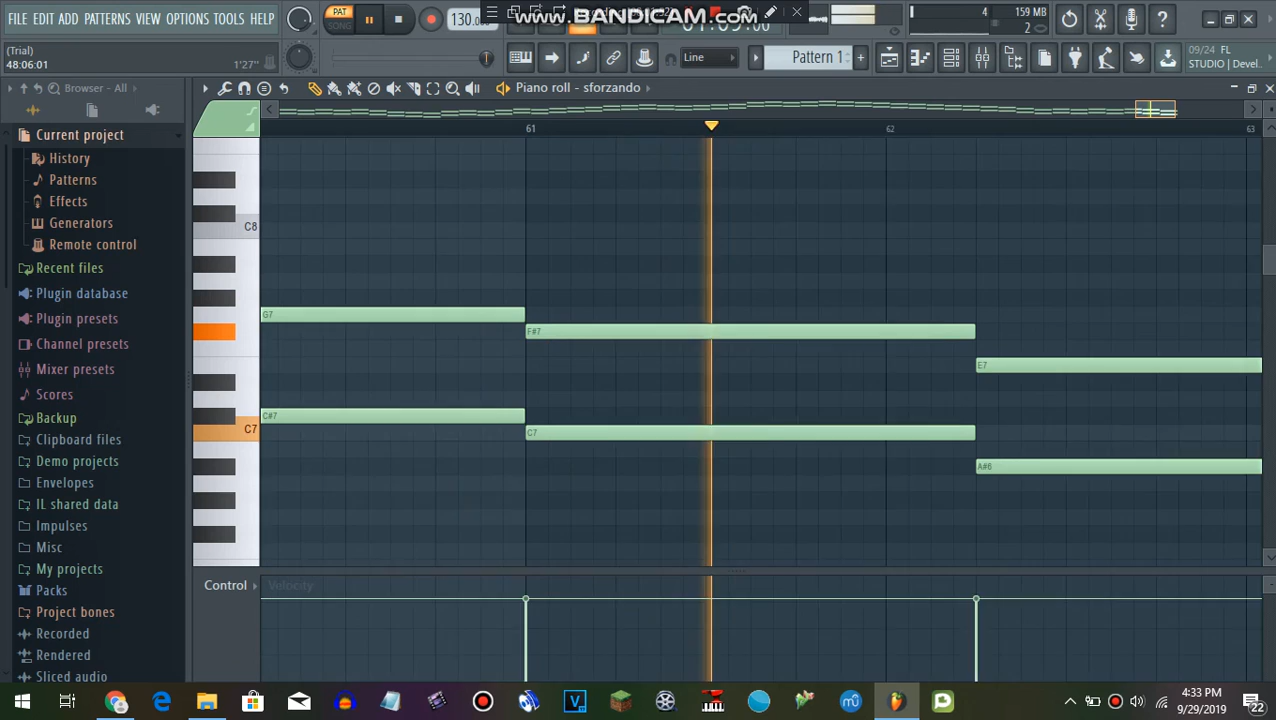 FILE EDIT ADD PATTERNS VIEW OPTIONS TOOLS HELP
PAT
SONG
130.000
www.BANDICAM.com
4
159 MB
2
(Trial)
48:06:01
1'27"
Line
Pattern 1
09/24 FL
STUDIO | Devel..
Browser - All
Piano roll - sforzando
Current project
History
Patterns
Effects
Generators
Remote control
Recent files
Plugin database
Plugin presets
Channel presets
Mixer presets
Scores
Backup
Clipboard files
Demo projects
Envelopes
IL shared data
Impulses
Misc
My projects
Packs
Project bones
Recorded
Rendered
Sliced audio
61
62
63
C8
G7
F#7
E7
C#7
C7
C7
A#6
Control
Velocity
4:33 PM
9/29/2019
22